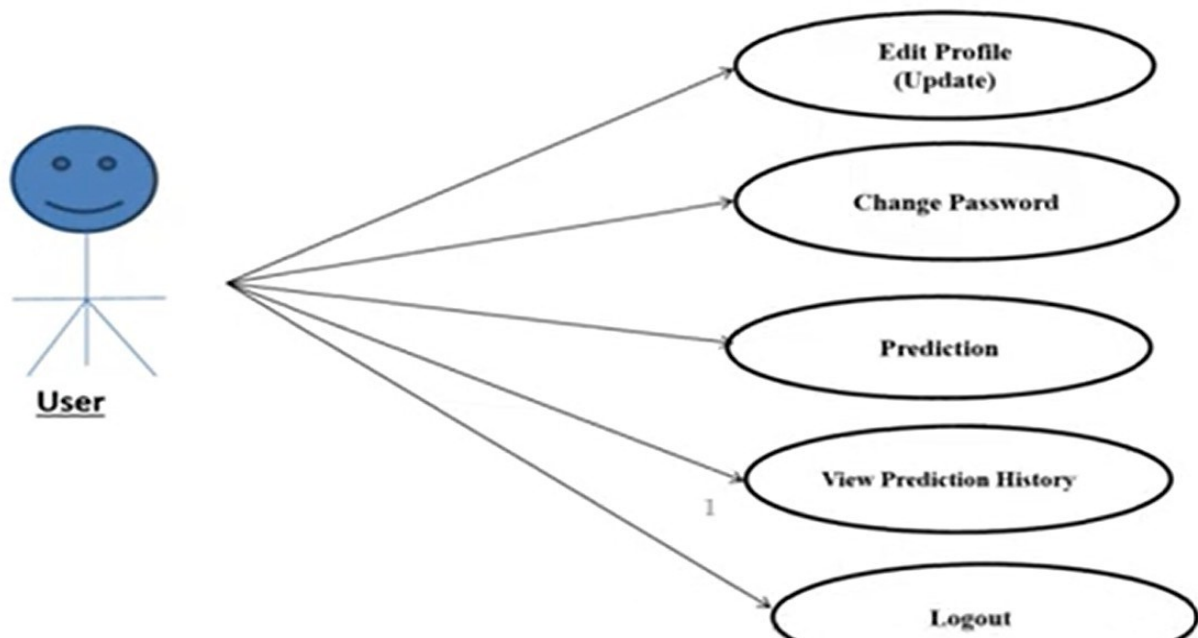 Edit Profile
(Update)
Change Password
Prediction
User
View Prediction History
1
Logout